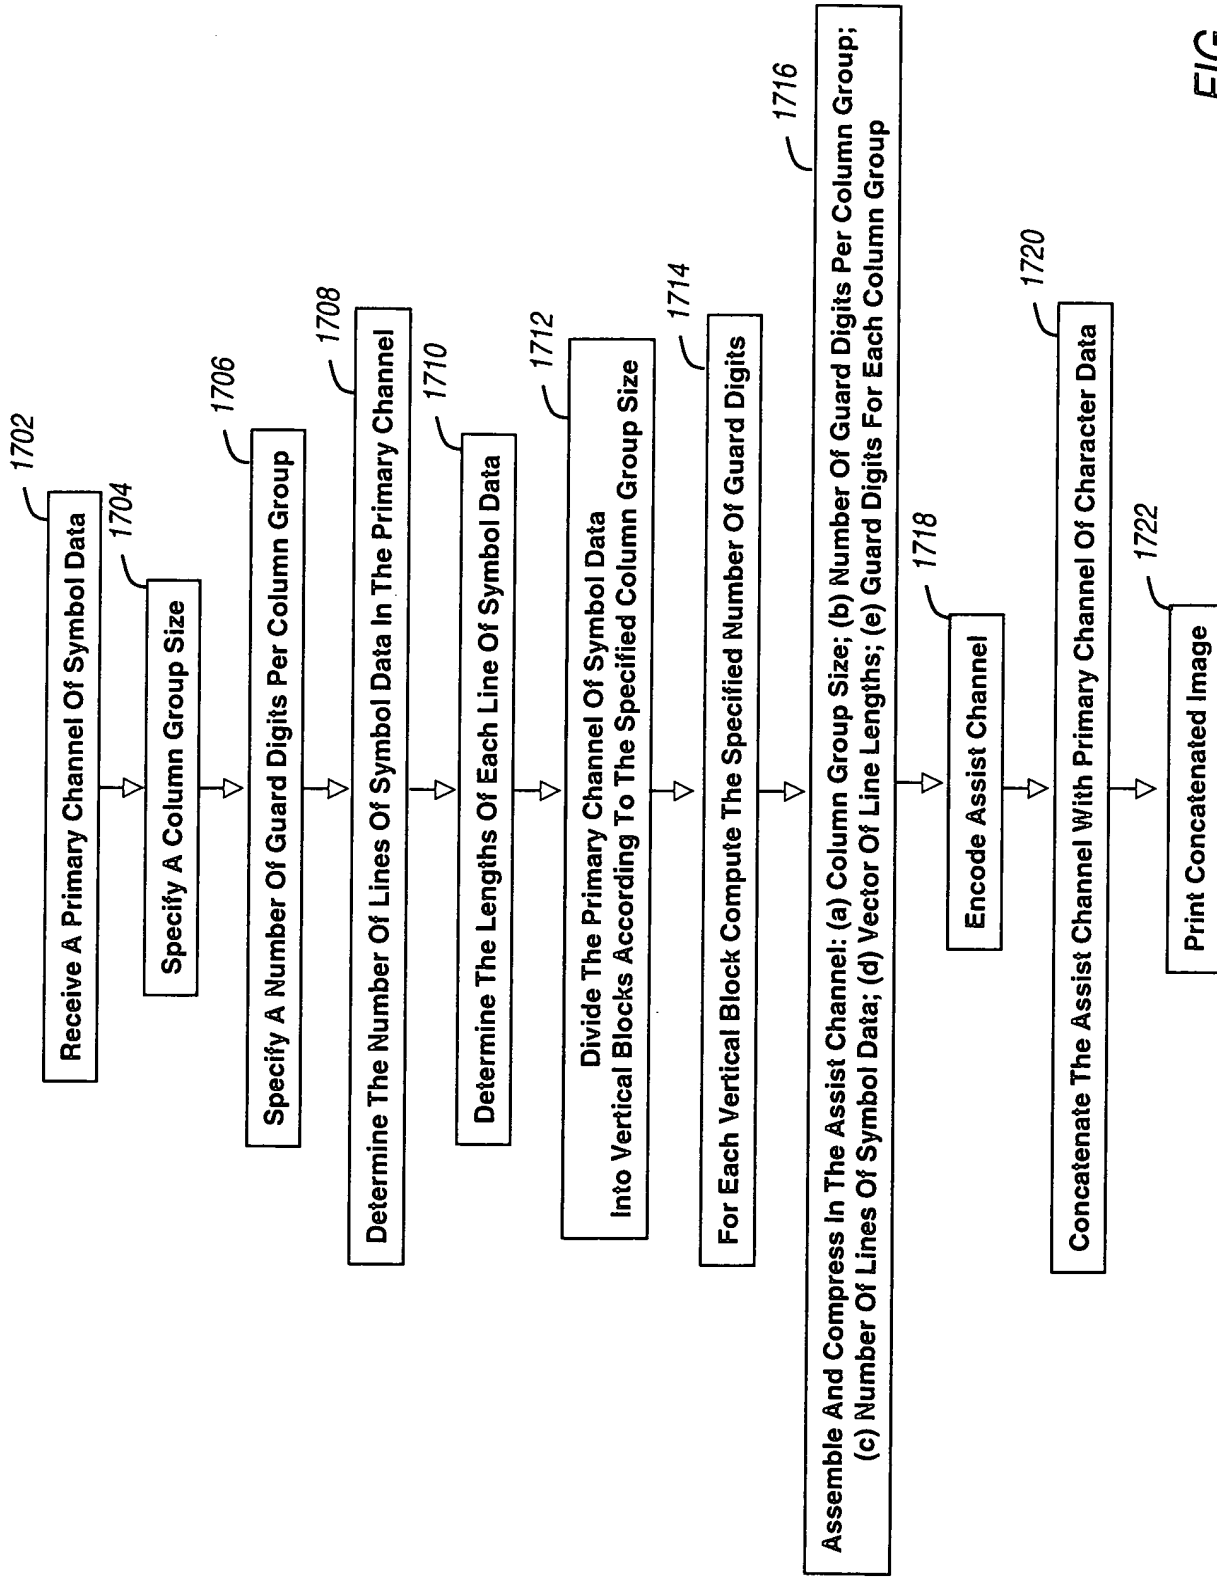 1702
Receive A Primary Channel Of Symbol Data
1704
Specify A Column Group Size
1706
Specify A Number Of Guard Digits Per Column Group
1708
Determine The Number Of Lines Of Symbol Data In The Primary Channel
1710
Determine The Lengths Of Each Line Of Symbol Data
1712
Divide The Primary Channel Of Symbol Data
Into Vertical Blocks According To The Specified Column Group Size
1714
For Each Vertical Block Compute The Specified Number Of Guard Digits
1716
Assemble And Compress In The Assist Channel: (a) Column Group Size; (b) Number Of Guard Digits Per Column Group;
(c) Number Of Lines Of Symbol Data; (d) Vector Of Line Lengths; (e) Guard Digits For Each Column Group
1718
Encode Assist Channel
1720
Concatenate The Assist Channel With Primary Channel Of Character Data
1722
Print Concatenated Image
FIG